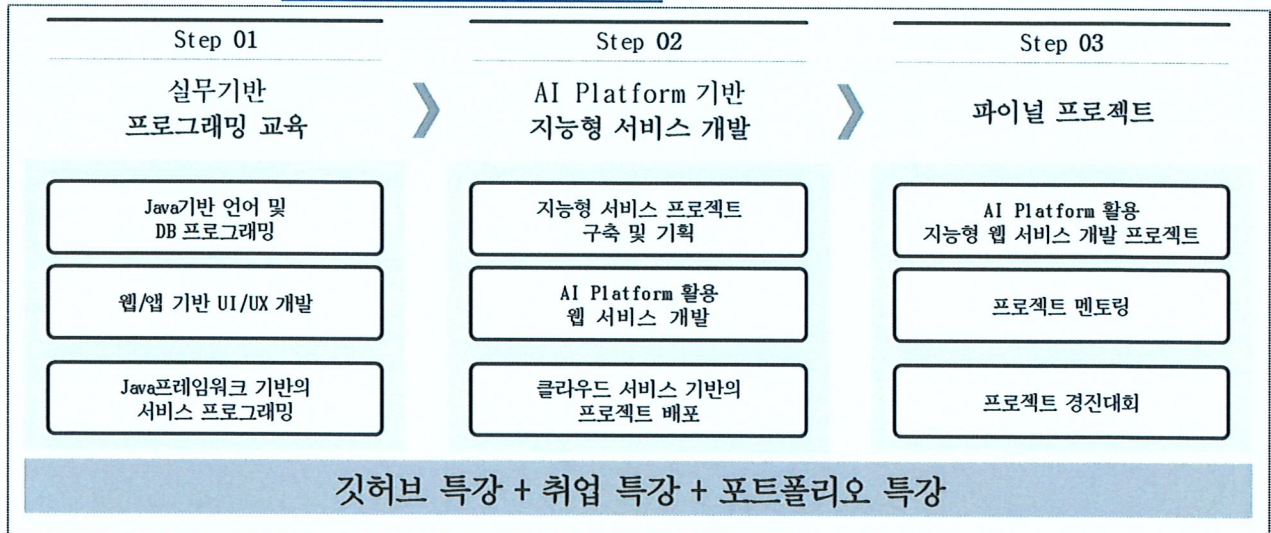 Step 01
실무기반
프로그래밍 교육
Java기반 언어 및
DB 프로그래밍
웹/앱 기반 UI/UX 개발
Java프레임워크 기반의
서비스 프로그래밍
Step 02
AI Platform 기반
지능형 서비스 개발
지능형 서비스 프로젝트
구축 및 기획
AI Platform 활용
웹 서비스 개발
클라우드 서비스 기반의
프로젝트 배포
Step 03
파이널 프로젝트
AI Platform 활용
지능형 웹 서비스 개발 프로젝트
프로젝트 멘토링
프로젝트 경진대회
깃허브 특강 + 취업 특강 + 포트폴리오 특강